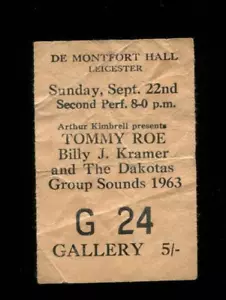 DE MONTFORT HALL
LEICESTER
Sunday, Sept. 22nd
Second Perf. 8-0 p.m.
Arthur Kimbrell presents
TOMMY ROE
Billy J. Kramer
and The Dakotas
Group Sounds 1963
G 24
GALLERY 5/-